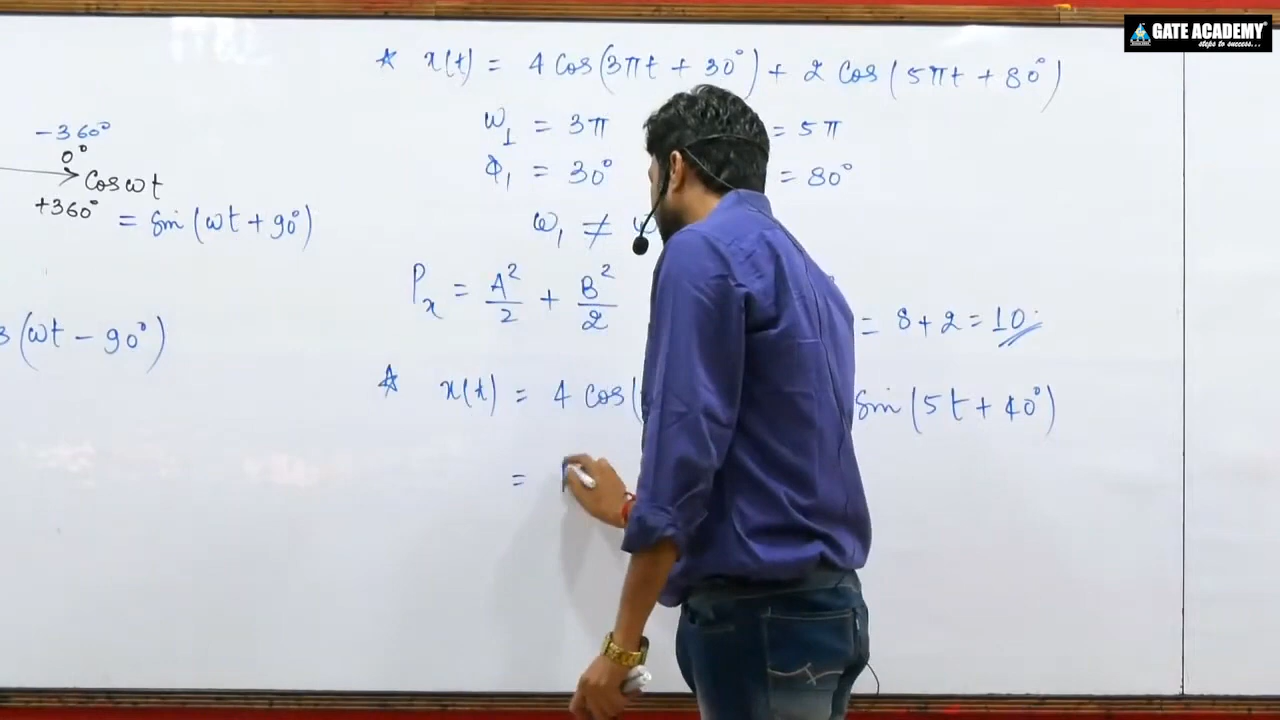 GATE ACADEMY
steps to success...
☆ x(t) = 4 cos(3πt + 30°) + 2 cos(5πt + 80°)
-360°
0°
cos ωt
+360°
= sin(ωt + 90°)
(ωt - 90°)
ω1 = 3π = 5π
ϕ1 = 30° = 80°
ω1 ≠ ω
Px = A²/2 + B²/2 = 8 + 2 = 10
☆ x(t) = 4 cos( sin(5t + 40°)
=